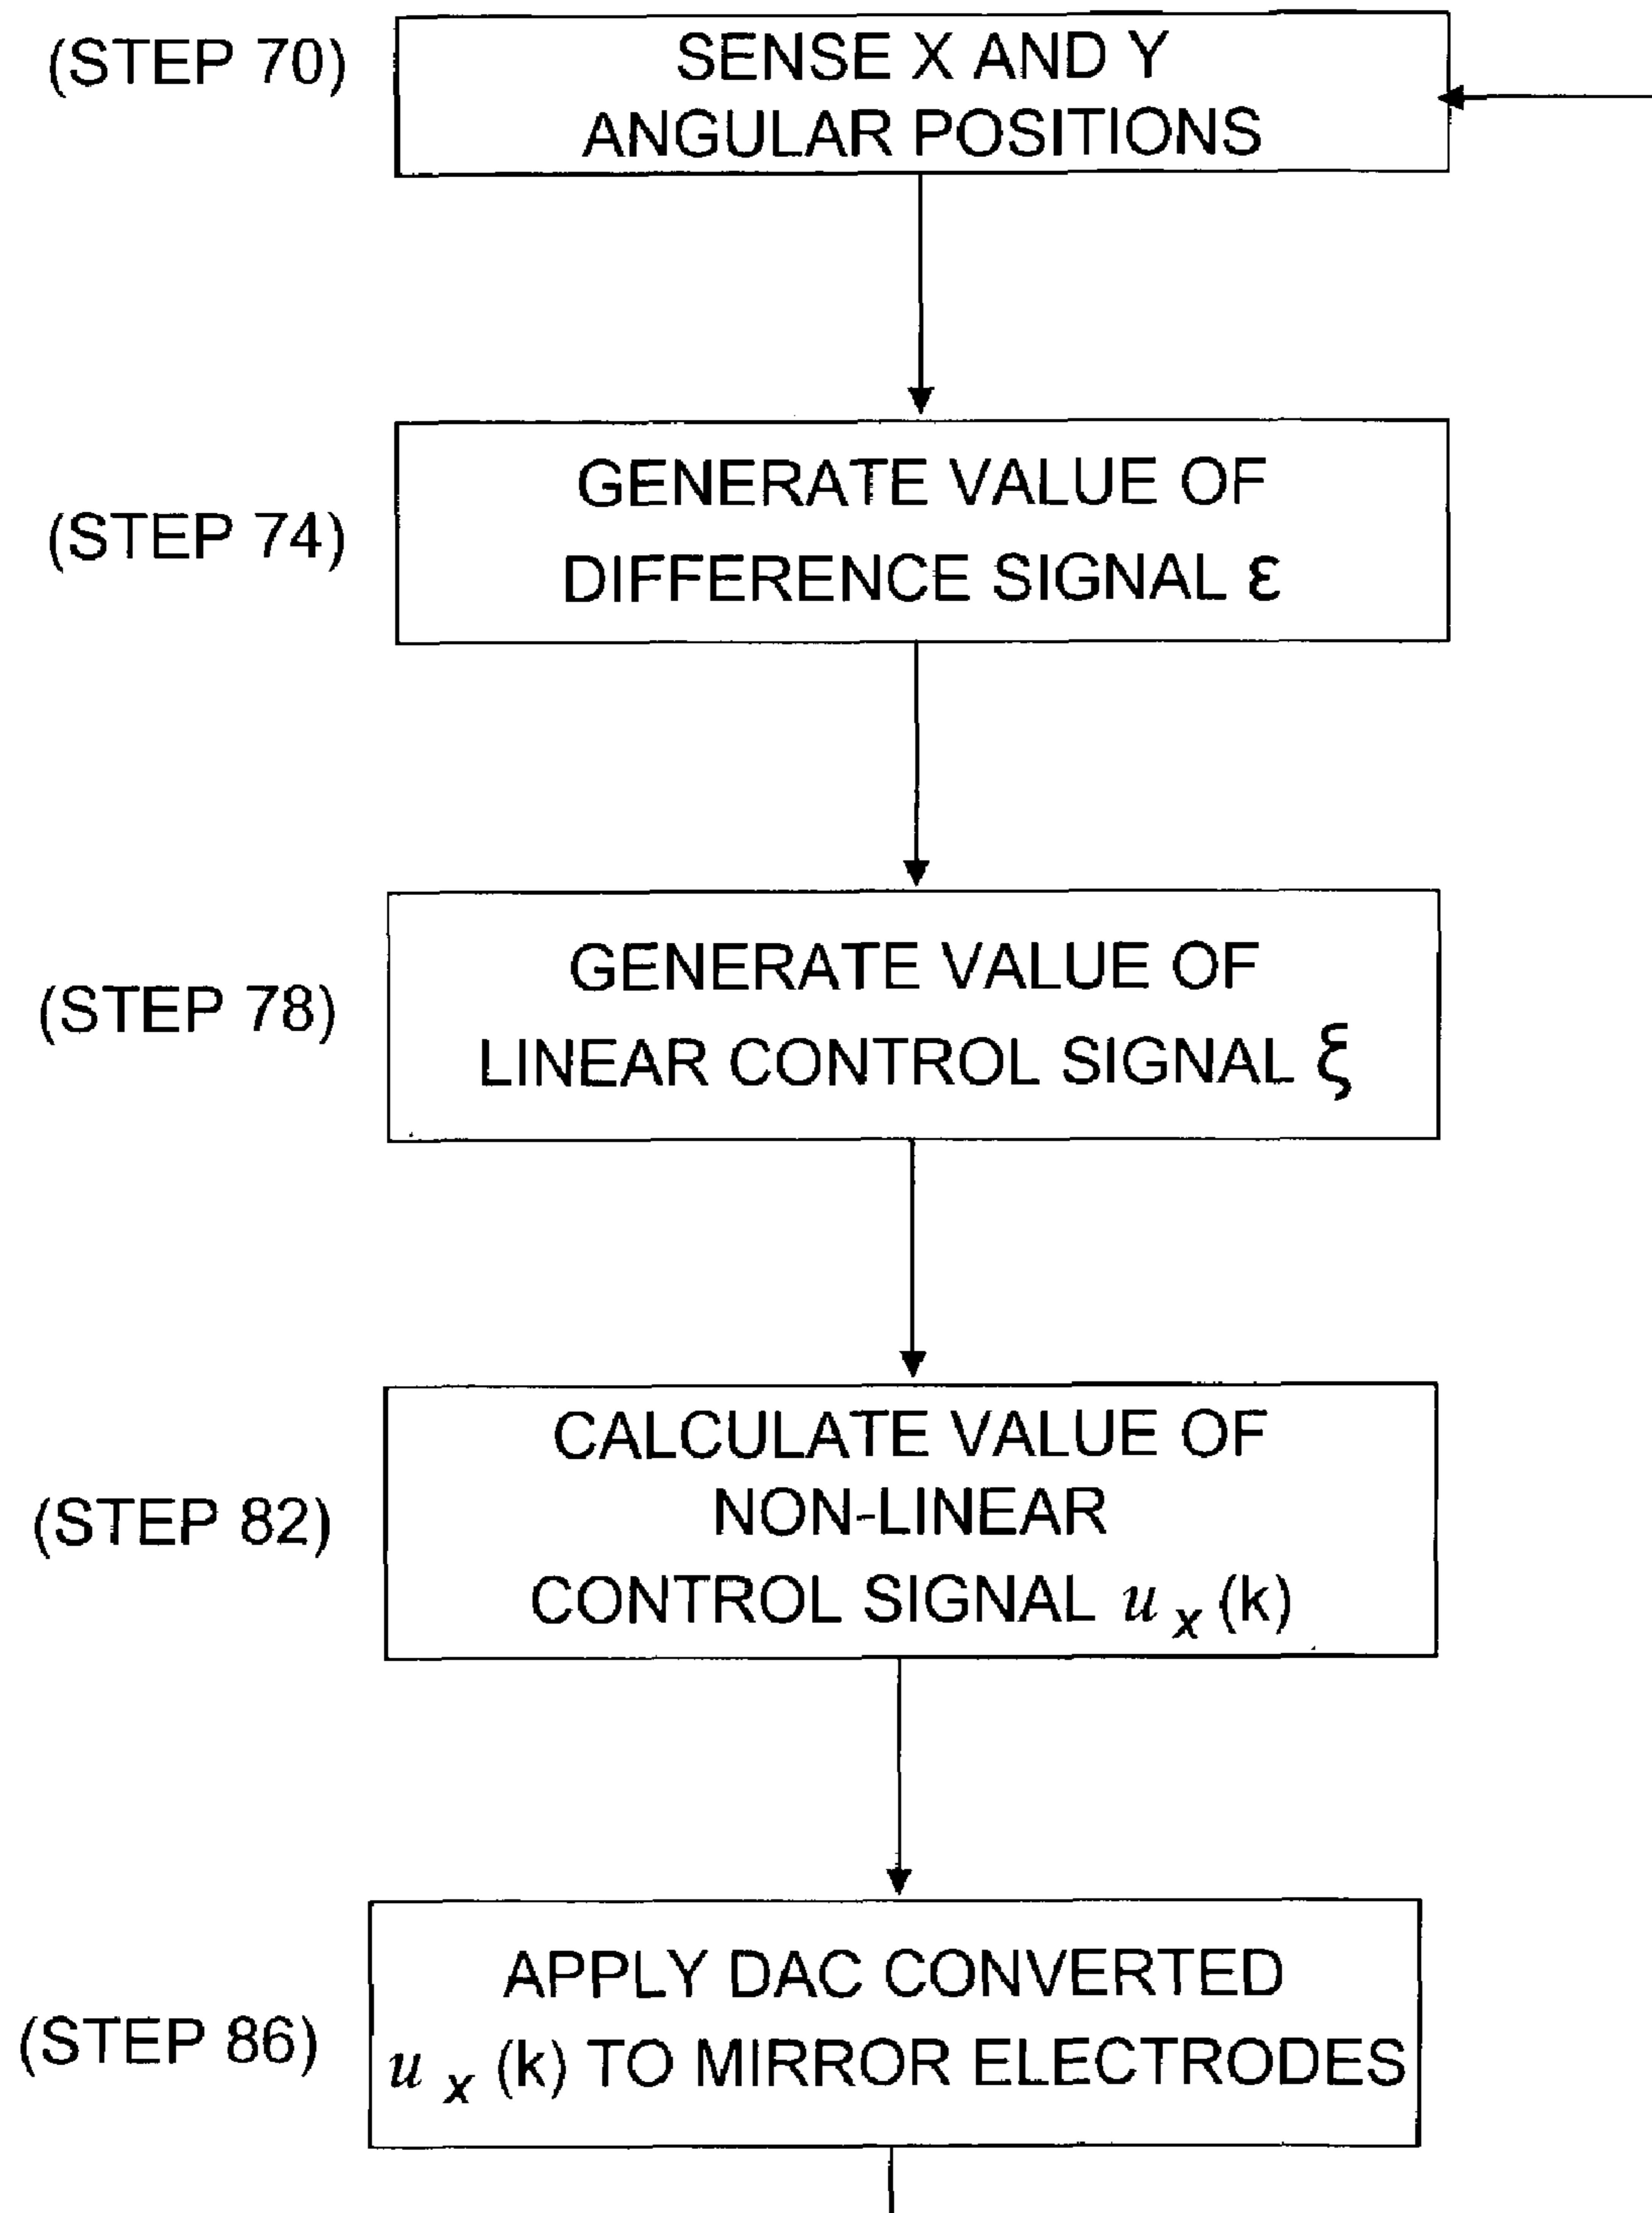 (STEP 70)
SENSE X AND Y
ANGULAR POSITIONS
(STEP 74)
GENERATE VALUE OF
DIFFERENCE SIGNAL ε
(STEP 78)
GENERATE VALUE OF
LINEAR CONTROL SIGNAL ξ
(STEP 82)
CALCULATE VALUE OF
NON-LINEAR
CONTROL SIGNAL u x (k)
(STEP 86)
APPLY DAC CONVERTED
u x (k) TO MIRROR ELECTRODES